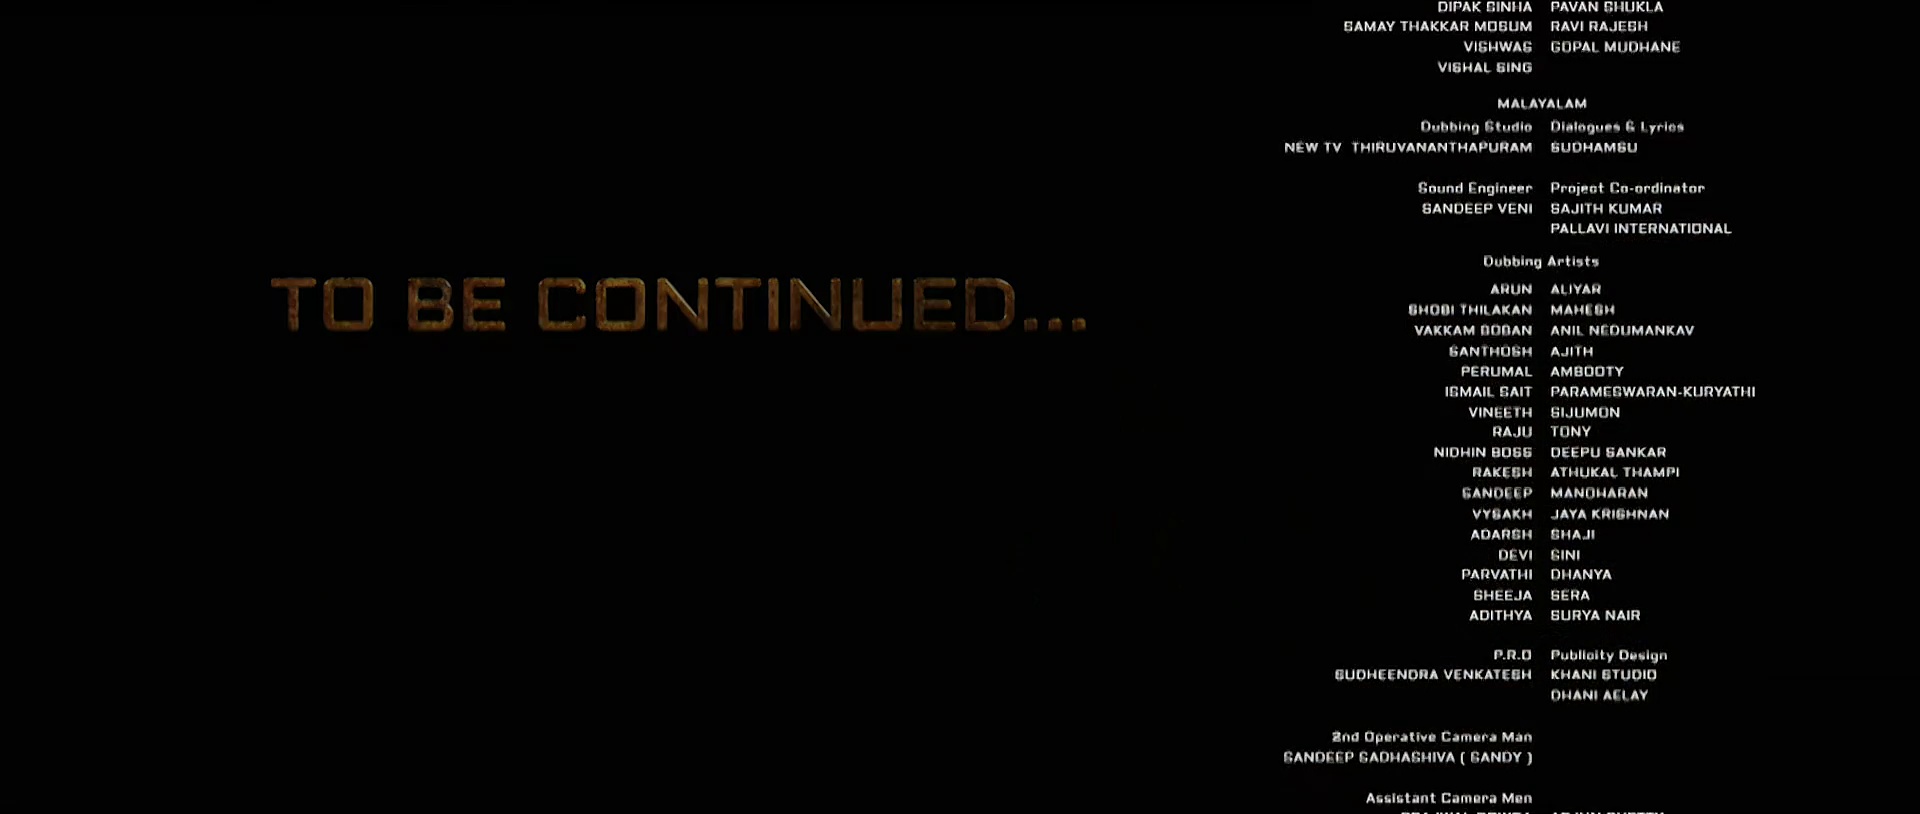 DIPAK SINHA PAVAN SHUKLA
SAMAY THAKKAR MOSUM RAVI RAJESH
VISHWAS GOPAL MUDHANE
VISHAL SING
MALAYALAM
Dubbing Studio Dialogues & Lyrics
NEW TV THIRUVANANTHAPURAM SUDHAMSU
Sound Engineer Project Co-ordinator
SANDEEP VENI SAJITH KUMAR
PALLAVI INTERNATIONAL
Dubbing Artists
TO BE CONTINUED...
ARUN ALIYAR
SHOBI THILAKAN MAHESH
VAKKAM BOBAN ANIL NEDUMANKAV
SANTHOSH AJITH
PERUMAL AMBOOTY
ISMAIL SAIT PARAMESWARAN-KURYATHI
VINEETH SIJUMON
RAJU TONY
NIDHIN BOSS DEEPU SANKAR
RAKESH ATHUKAL THAMPI
SANDEEP MANOHARAN
VYSAKH JAYA KRISHNAN
ADARSH SHAJI
DEVI SINI
PARVATHI DHANYA
SHEEJA SERA
ADITHYA SURYA NAIR
P.R.O Publicity Design
SUDHEENDRA VENKATESH KHANI STUDIO
DHANI AELAY
2nd Operative Camera Man
SANDEEP SADHASHIVA ( SANDY )
Assistant Camera Men